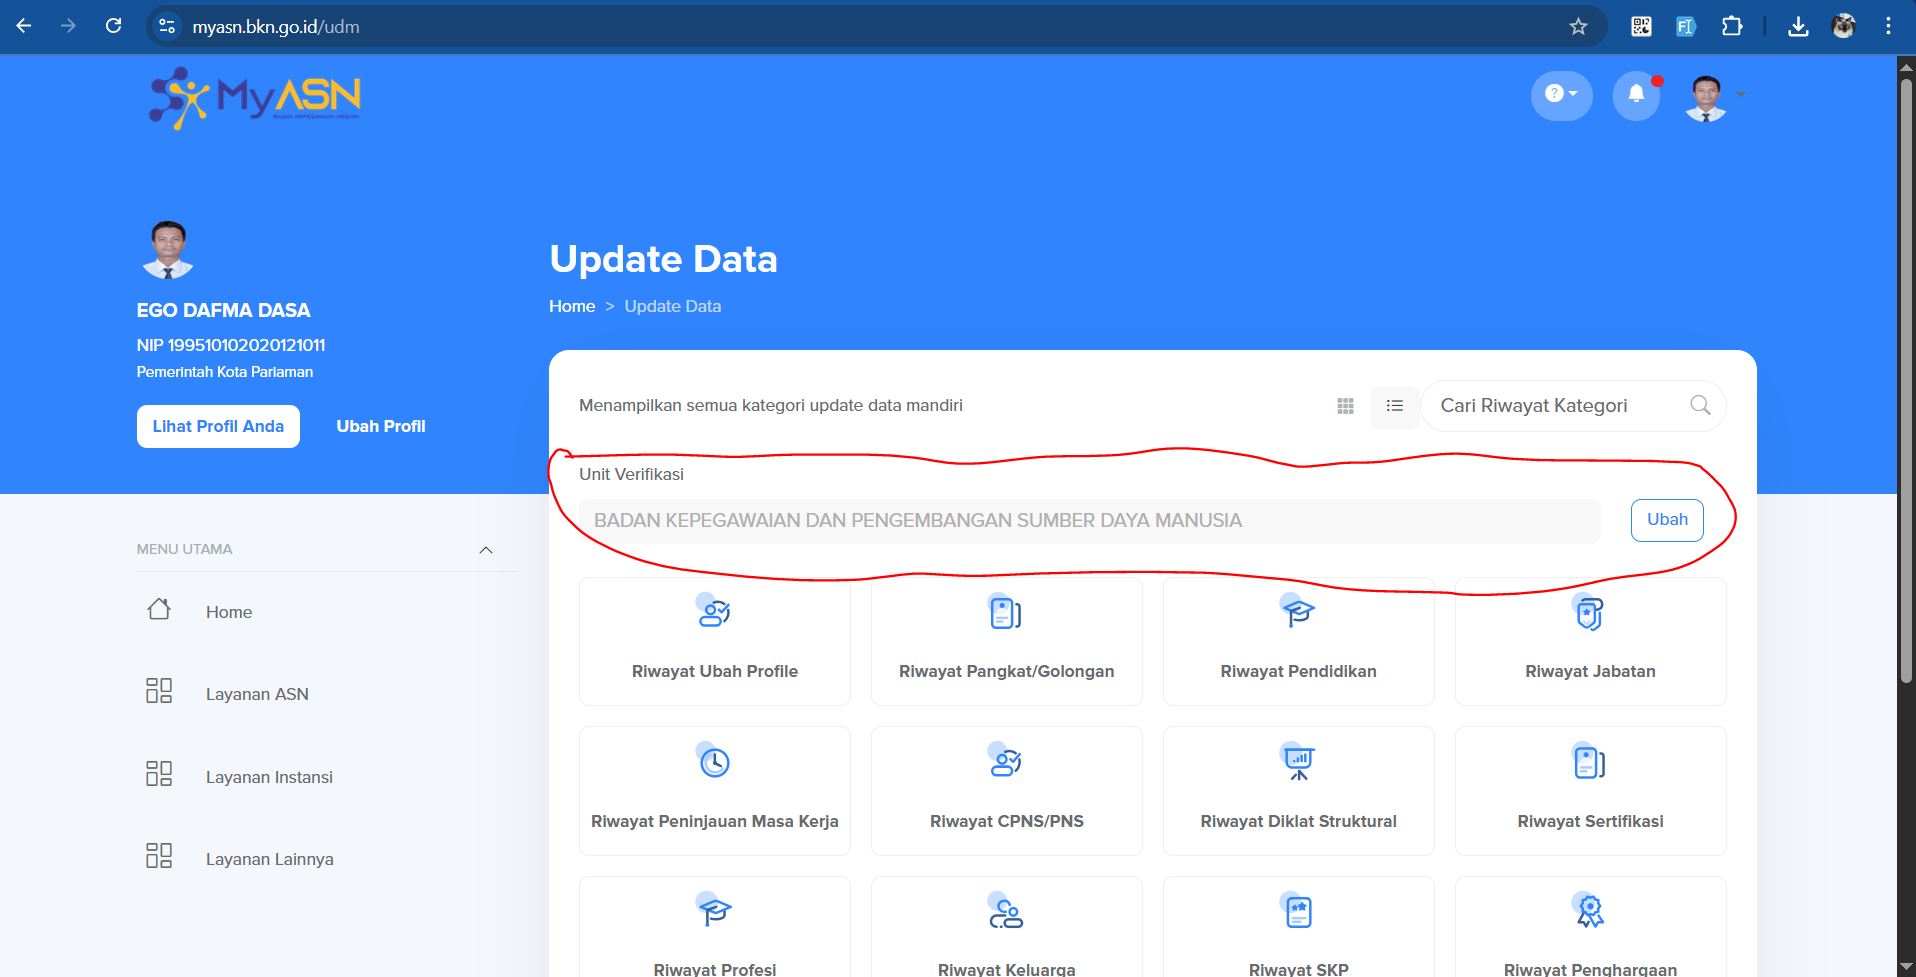 myasn.bkn.go.id/udm
MyASN
BADAN KEPEGAWAIAN NEGARA
EGO DAFMA DASA
NIP 199510102020121011
Pemerintah Kota Pariaman
Lihat Profil Anda
Ubah Profil
MENU UTAMA
Home
Layanan ASN
Layanan Instansi
Layanan Lainnya
Update Data
Home > Update Data
Menampilkan semua kategori update data mandiri
Cari Riwayat Kategori
Unit Verifikasi
BADAN KEPEGAWAIAN DAN PENGEMBANGAN SUMBER DAYA MANUSIA
Ubah
Riwayat Ubah Profile
Riwayat Pangkat/Golongan
Riwayat Pendidikan
Riwayat Jabatan
Riwayat Peninjauan Masa Kerja
Riwayat CPNS/PNS
Riwayat Diklat Struktural
Riwayat Sertifikasi
Riwayat Profesi
Riwayat Keluarga
Riwayat SKP
Riwayat Penghargaan